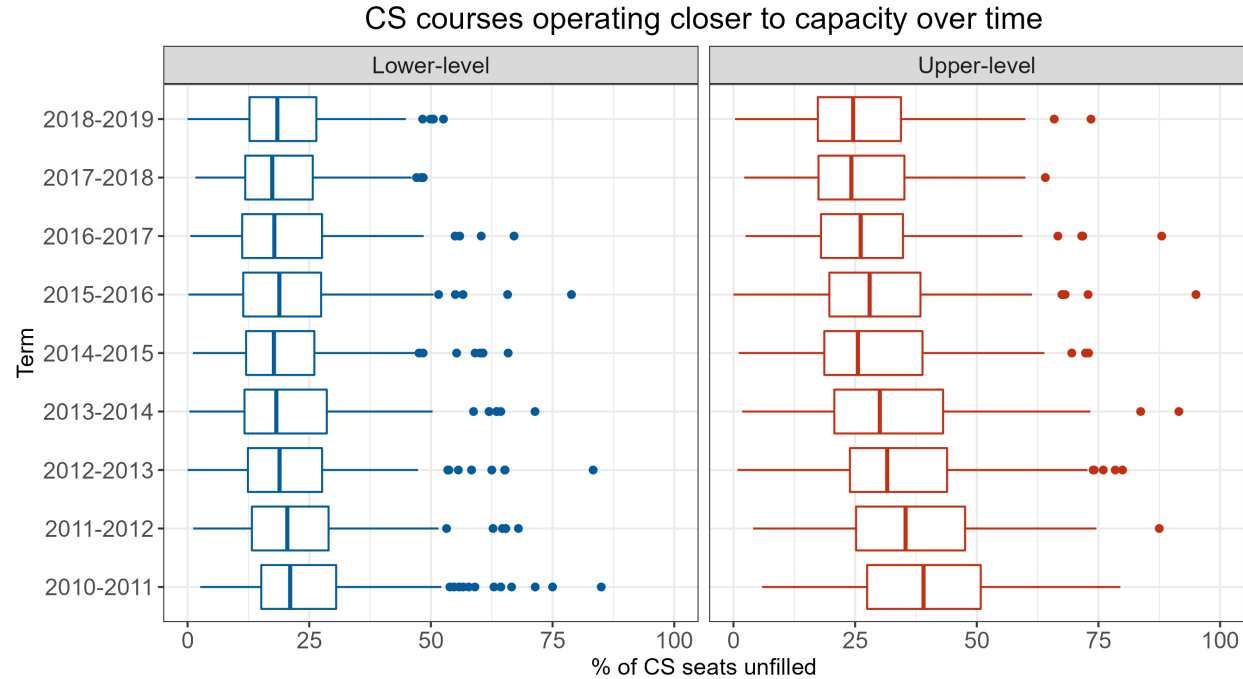 CS courses operating closer to capacity over time
Lower-level
Upper-level
Term
2018-2019
2017-2018
2016-2017
2015-2016
2014-2015
2013-2014
2012-2013
2011-2012
2010-2011
0 25 50 75 100
0 25 50 75 100
% of CS seats unfilled